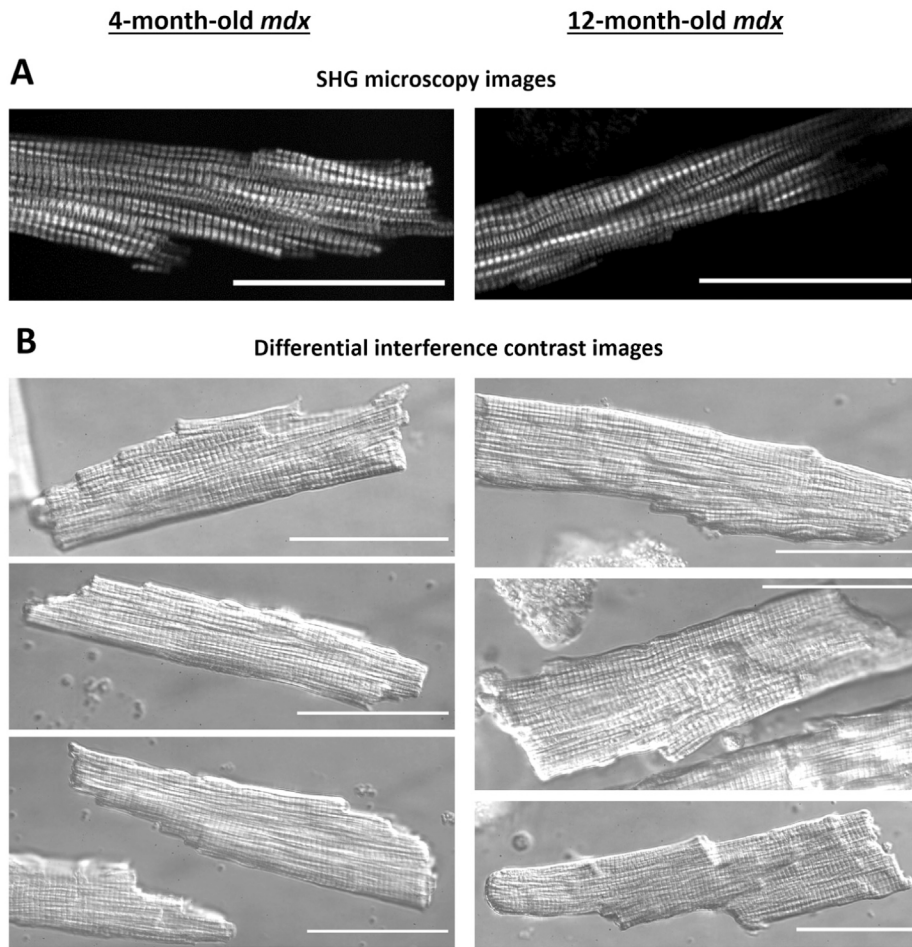 4-month-old mdx
12-month-old mdx
A
SHG microscopy images
B
Differential interference contrast images